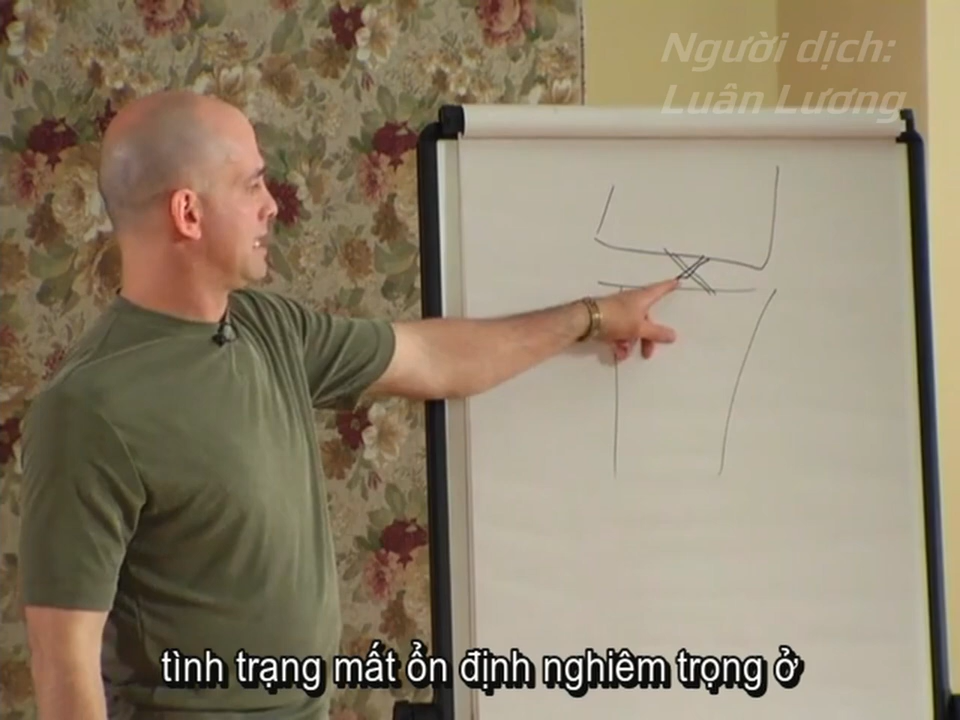 Người dịch:
Luân Lương
tình trạng mất ổn định nghiêm trọng ở